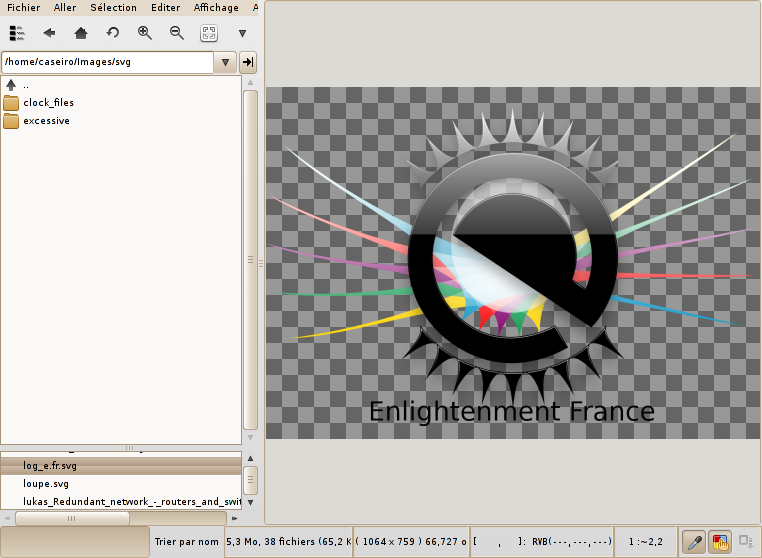 Fichier Aller Sélection Editer Affichage A
/home/caseiro/Images/svg
..
clock_files
excessive
log_e.fr.svg
loupe.svg
lukas_Redundant_network_-_routers_and_swit
Enlightenment France
Trier par nom 5,3 Mo, 38 fichiers (65,2 K ( 1064 x 759 ) 66,727 o [ , ]: RVB(---,---,---) 1 :~2,2